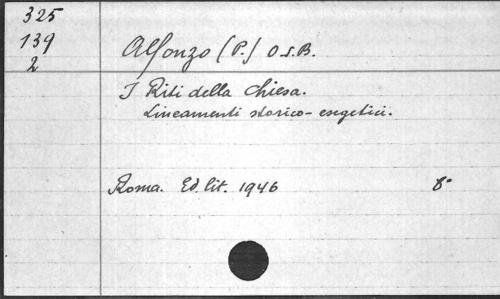 325
139
2
Alfonzo (P.) O.S.B.
I Riti della Chiesa.
Lineamenti storico-esegetici.
Roma. Ed. lit. 1946 8°